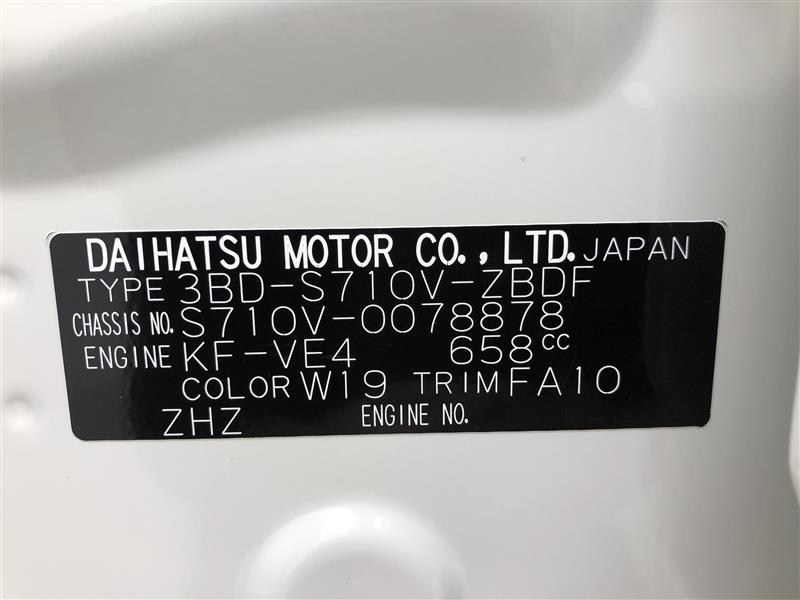 DAIHATSU MOTOR CO., LTD. JAPAN
TYPE 3BD-S710V-ZBDF
CHASSIS NO. S710V-0078878
ENGINE KF-VE4 658cc
COLOR W19 TRIM FA10
ZHZ ENGINE NO.